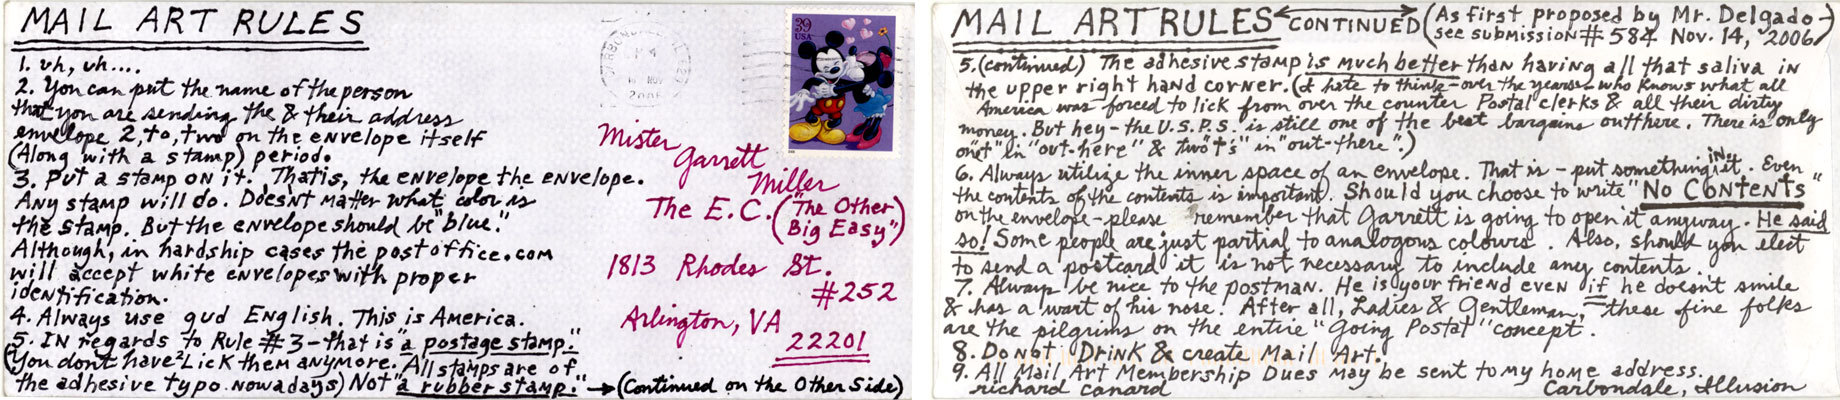 MAIL ART RULES
1. uh, uh....
2. You can put the name of the person
that you are sending the & their address
envelope 2, to, two on the envelope itself
(Along with a stamp) period.
3. Put a stamp on it. That is, the envelope the envelope.
Any stamp will do. Doesn't matter what color is
the stamp. But the envelope should be "blue."
Although, in hardship cases the post office.com
will accept white envelopes with proper
identification.
4. Always use gud English. This is America.
5. IN regards to Rule #3-that is "a postage stamp."
(You don't have 2 Lick them anymore. All stamps are of
the adhesive typo nowadays) Not "a rubber stamp." → (Continued on the Other Side)
39
USA
Mister
Garrett
Miller
The E.C. ("The Other
Big Easy")
1813 Rhodes St.
#252
Arlington, VA
22201
MAIL ART RULES ↔ CONTINUED (As first proposed by Mr. Delgado-
see submission # 584 Nov. 14, 2006)
5. (continued) The adhesive stamp is much better than having all that saliva in
the upper right hand corner. (I hate to think-over the years-who knows what all
America was forced to lick from over the counter Postal clerks & all their dirty
money. But hey-the U.S.P.S. is still one of the best bargains outthere. There is only
one "t" in "out-here" & two "t's" in "out-there".)
6. Always utilize the inner space of an envelope. That is - put something IN it. Even
the contents of the contents is important. Should you choose to write "NO CONTENTS"
on the envelope-please remember that Garrett is going to open it anyway. He said
so! Some people are just partial to analogous colours. Also, should you elect
to send a postcard it is not necessary to include any contents.
7. Always be nice to the postman. He is your friend even if he doesn't smile
& has a wart of his nose. After all, Ladies & Gentleman, these fine folks
are the pilgrims on the entire "Going Postal" concept.
8. Do not Drink & create Mail Art.
9. All Mail Art Membership Dues may be sent to my home address.
richard canard Carbondale, Illusion